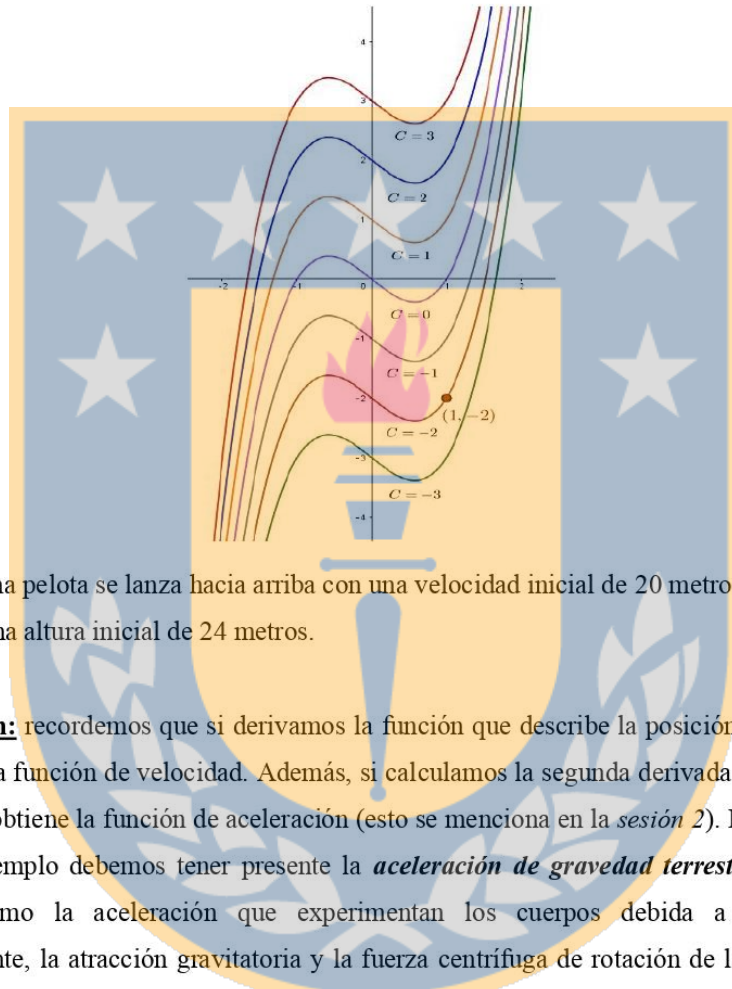 4
3
C = 3
2
C = 2
1
C = 1
-2 -1 0 1 2
C = 0
-1
C = −1
-2
(1, −2)
C = −2
-3
C = −3
-4
na pelota se lanza hacia arriba con una velocidad inicial de 20 metro
na altura inicial de 24 metros.
n: recordemos que si derivamos la función que describe la posición
a función de velocidad. Además, si calculamos la segunda derivada
obtiene la función de aceleración (esto se menciona en la sesión 2).
emplo debemos tener presente la aceleración de gravedad terrest
mo la aceleración que experimentan los cuerpos debida a
nte, la atracción gravitatoria y la fuerza centrífuga de rotación de l